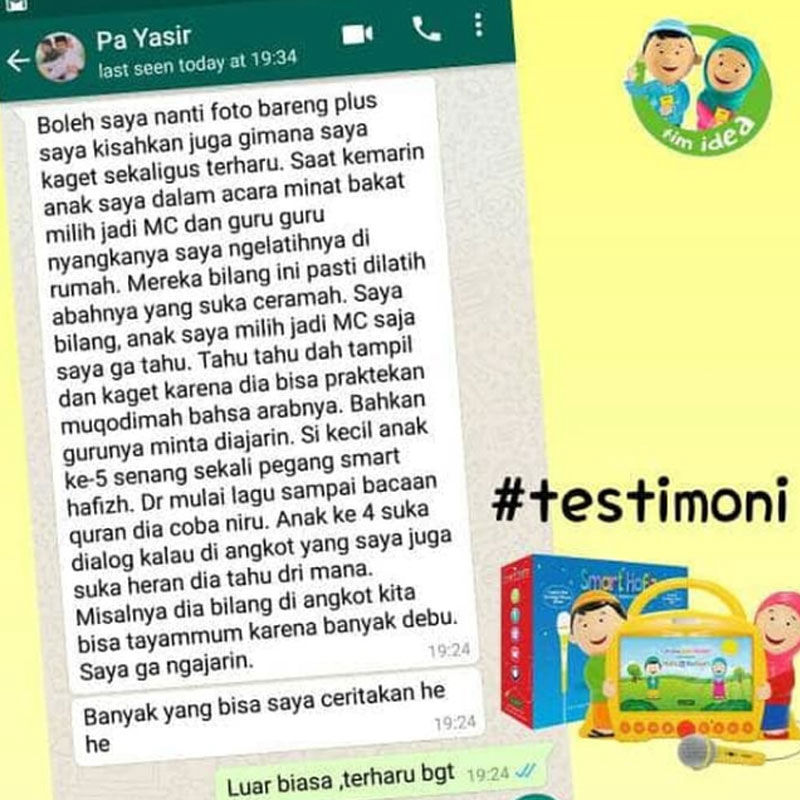 Pa Yasir
last seen today at 19:34
Boleh saya nanti foto bareng plus
saya kisahkan juga gimana saya
kaget sekaligus terharu. Saat kemarin
anak saya dalam acara minat bakat
milih jadi MC dan guru guru
nyangkanya saya ngelatihnya di
rumah. Mereka bilang ini pasti dilatih
abahnya yang suka ceramah. Saya
bilang, anak saya milih jadi MC saja
saya ga tahu. Tahu tahu dah tampil
dan kaget karena dia bisa praktekan
muqodimah bahsa arabnya. Bahkan
gurunya minta diajarin. Si kecil anak
ke-5 senang sekali pegang smart
hafizh. Dr mulai lagu sampai bacaan
quran dia coba niru. Anak ke 4 suka
dialog kalau di angkot yang saya juga
suka heran dia tahu dri mana.
Misalnya dia bilang di angkot kita
bisa tayammum karena banyak debu.
Saya ga ngajarin.
19:24
Banyak yang bisa saya ceritakan he
he
19:24
Luar biasa ,terharu bgt 19:24
fim idea
#testimoni